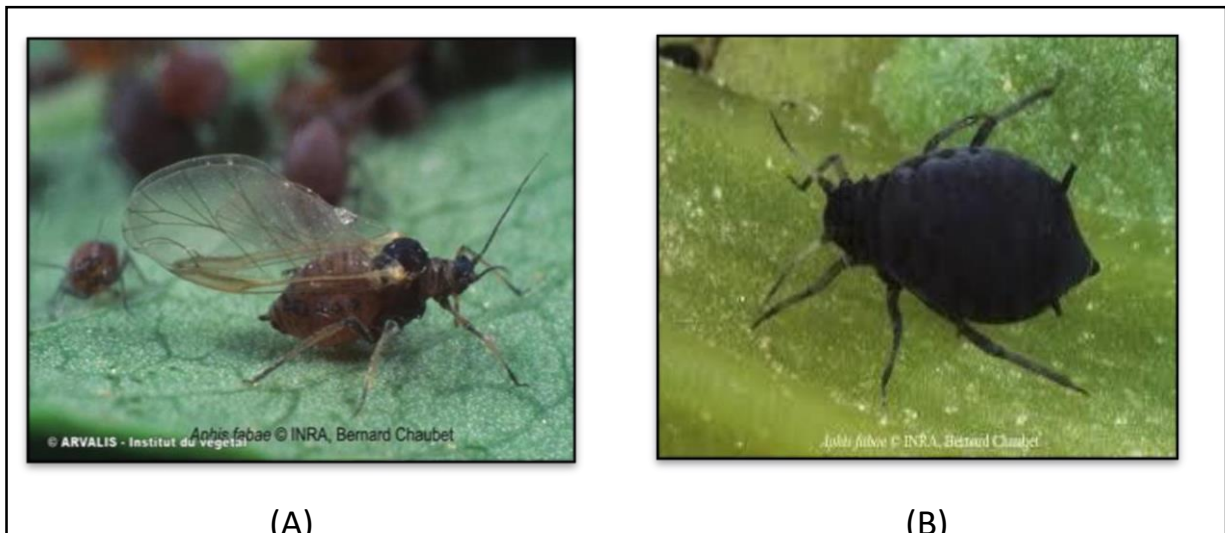 © ARVALIS - Institut du végétal
Aphis fabae © INRA, Bernard Chaubet
Aphis fabae © INRA, Bernard Chaubet
(A)
(B)